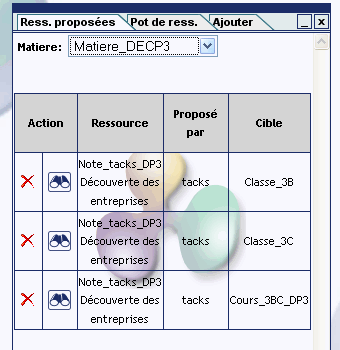 Ress. proposées Pot de ress. Ajouter
Matiere: Matiere_DECP3
Action Ressource Proposé par Cible
Note_tacks_DP3
Découverte des entreprises tacks Classe_3B
Note_tacks_DP3
Découverte des entreprises tacks Classe_3C
Note_tacks_DP3
Découverte des entreprises tacks Cours_3BC_DP3